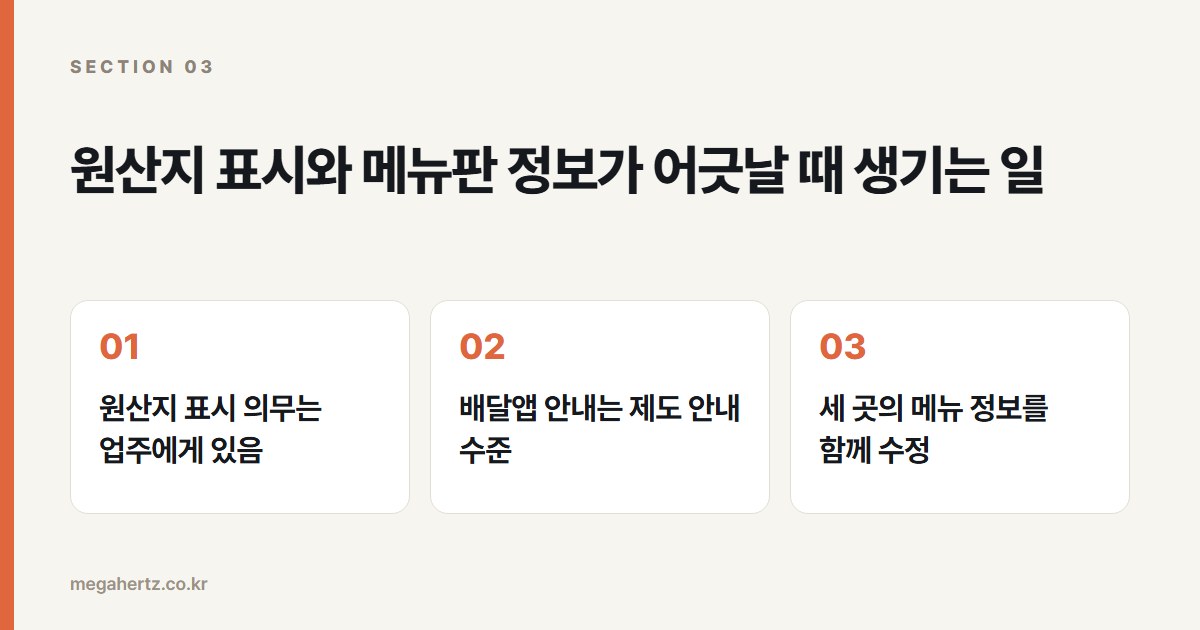 SECTION 03
원산지 표시와 메뉴판 정보가 어긋날 때 생기는 일
01
원산지 표시 의무는
업주에게 있음
02
배달앱 안내는 제도 안내
수준
03
세 곳의 메뉴 정보를
함께 수정
megahertz.co.kr